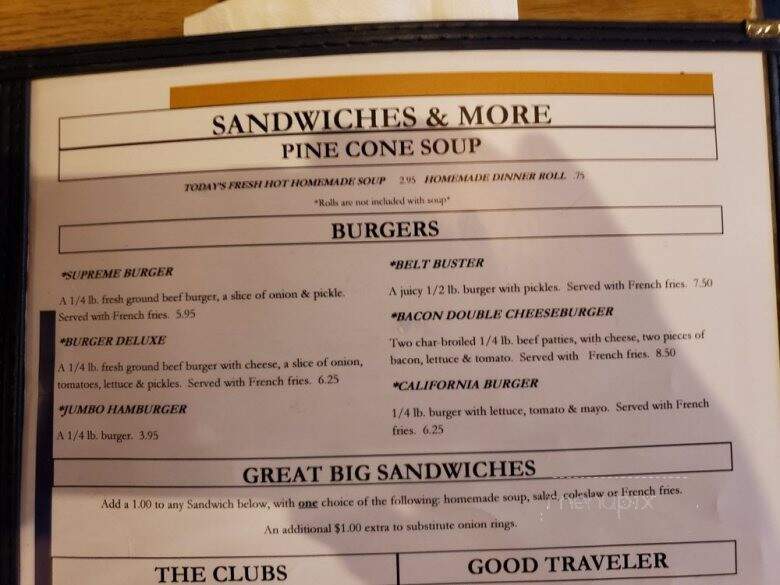 SANDWICHES & MORE
PINE CONE SOUP
TODAY'S FRESH HOT HOMEMADE SOUP 2.95 HOMEMADE DINNER ROLL .75
*Rolls are not included with soup*
BURGERS
*SUPREME BURGER
A 1/4 lb. fresh ground beef burger, a slice of onion & pickle.
Served with French fries. 5.95
*BURGER DELUXE
A 1/4 lb. fresh ground beef burger with cheese, a slice of onion,
tomatoes, lettuce & pickles. Served with French fries. 6.25
*JUMBO HAMBURGER
A 1/4 lb. burger. 3.95
*BELT BUSTER
A juicy 1/2 lb. burger with pickles. Served with French fries. 7.50
*BACON DOUBLE CHEESEBURGER
Two char-broiled 1/4 lb. beef patties, with cheese, two pieces of
bacon, lettuce & tomato. Served with French fries. 8.50
*CALIFORNIA BURGER
1/4 lb. burger with lettuce, tomato & mayo. Served with French
fries. 6.25
GREAT BIG SANDWICHES
Add a 1.00 to any Sandwich below, with one choice of the following: homemade soup, salad, coleslaw or French fries.
menupix
An additional $1.00 extra to substitute onion rings.
THE CLUBS
GOOD TRAVELER